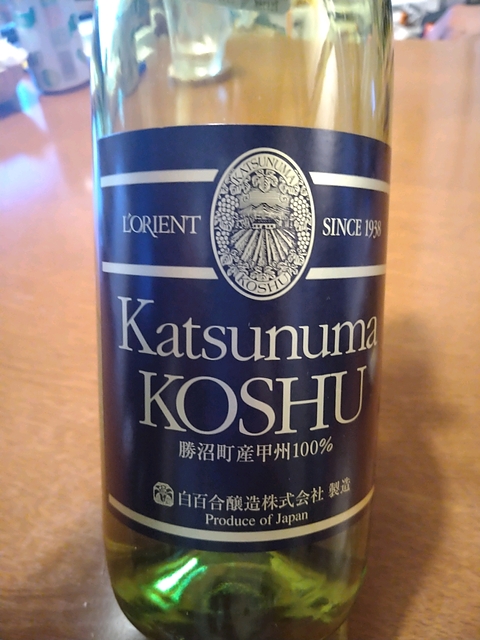 L'ORIENT
KATSUNUMA
KOSHU
SINCE 1938
Katsunuma
KOSHU
勝沼町産甲州100%
白百合醸造株式会社 製造
Produce of Japan